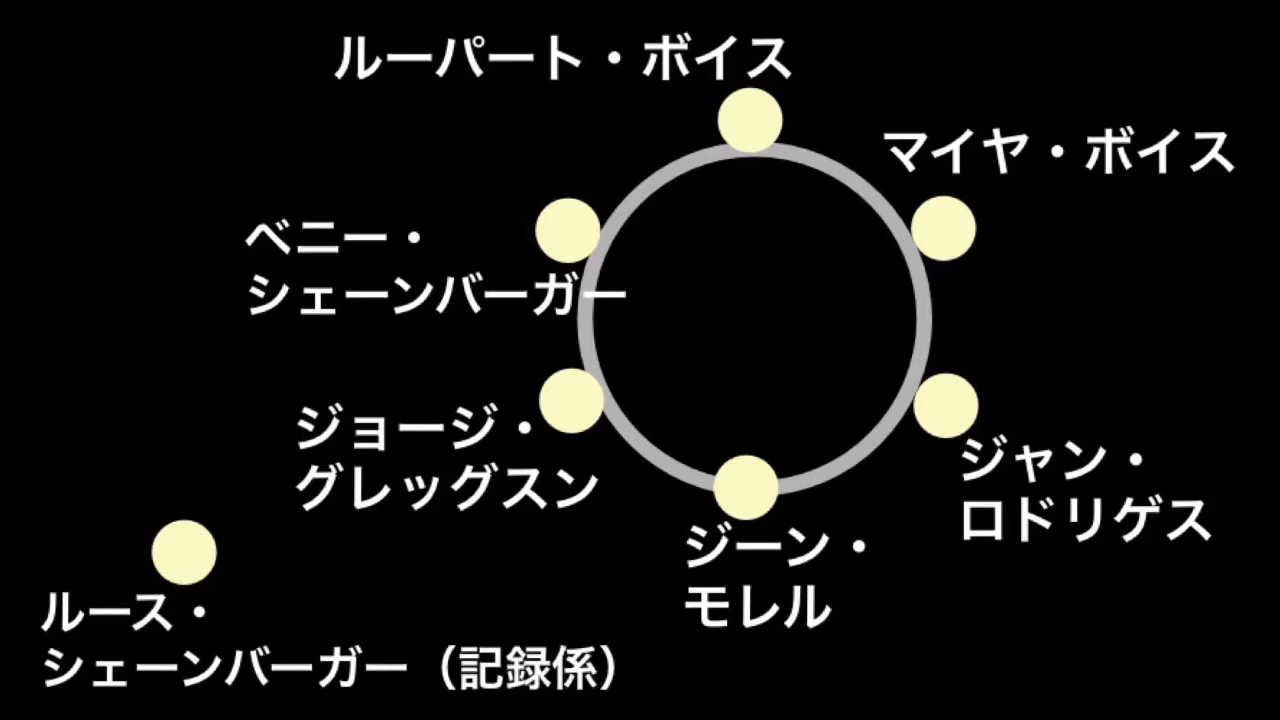 ルーパート・ボイス
マイヤ・ボイス
ベニー・
シェーンバーガー
ジョージ・
グレッグスン
ジャン・
ロドリゲス
ジーン・
モレル
ルース・
シェーンバーガー（記録係）